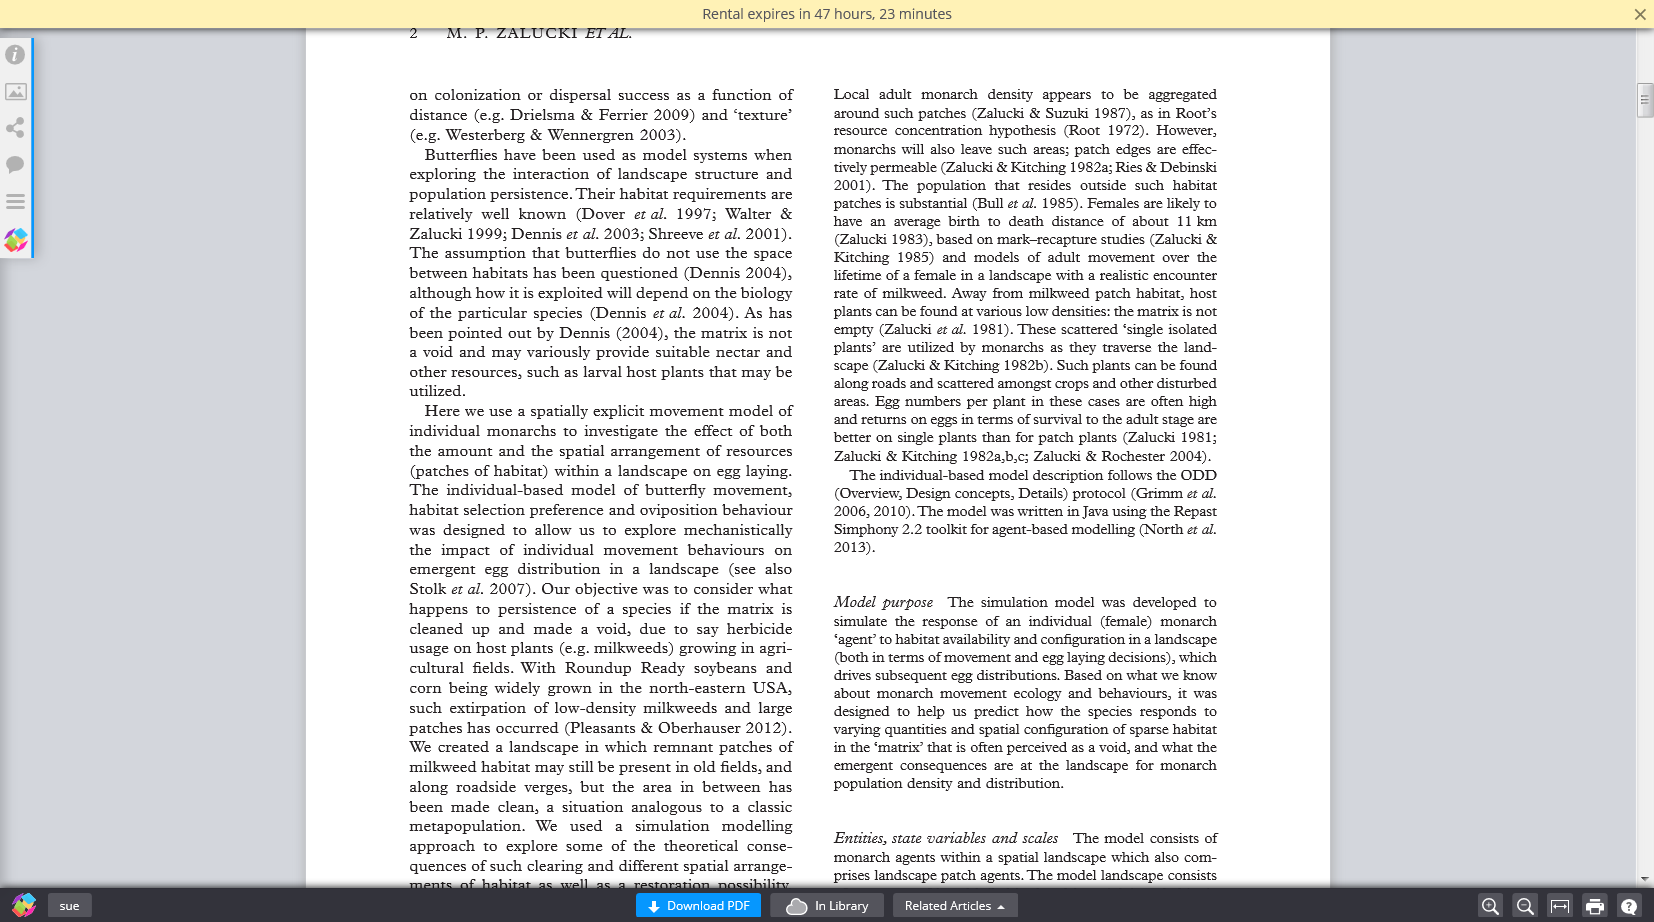 Rental expires in 47 hours, 23 minutes
2 M. P. ZALUCKI ET AL.
on colonization or dispersal success as a function of
distance (e.g. Drielsma & Ferrier 2009) and ‘texture’
(e.g. Westerberg & Wennergren 2003).
Butterflies have been used as model systems when
exploring the interaction of landscape structure and
population persistence. Their habitat requirements are
relatively well known (Dover et al. 1997; Walter &
Zalucki 1999; Dennis et al. 2003; Shreeve et al. 2001).
The assumption that butterflies do not use the space
between habitats has been questioned (Dennis 2004),
although how it is exploited will depend on the biology
of the particular species (Dennis et al. 2004). As has
been pointed out by Dennis (2004), the matrix is not
a void and may variously provide suitable nectar and
other resources, such as larval host plants that may be
utilized.
Here we use a spatially explicit movement model of
individual monarchs to investigate the effect of both
the amount and the spatial arrangement of resources
(patches of habitat) within a landscape on egg laying.
The individual-based model of butterfly movement,
habitat selection preference and oviposition behaviour
was designed to allow us to explore mechanistically
the impact of individual movement behaviours on
emergent egg distribution in a landscape (see also
Stolk et al. 2007). Our objective was to consider what
happens to persistence of a species if the matrix is
cleaned up and made a void, due to say herbicide
usage on host plants (e.g. milkweeds) growing in agri-
cultural fields. With Roundup Ready soybeans and
corn being widely grown in the north-eastern USA,
such extirpation of low-density milkweeds and large
patches has occurred (Pleasants & Oberhauser 2012).
We created a landscape in which remnant patches of
milkweed habitat may still be present in old fields, and
along roadside verges, but the area in between has
been made clean, a situation analogous to a classic
metapopulation. We used a simulation modelling
approach to explore some of the theoretical conse-
quences of such clearing and different spatial arrange-
ments of habitat as well as a restoration possibility.
Local adult monarch density appears to be aggregated
around such patches (Zalucki & Suzuki 1987), as in Root’s
resource concentration hypothesis (Root 1972). However,
monarchs will also leave such areas; patch edges are effec-
tively permeable (Zalucki & Kitching 1982a; Ries & Debinski
2001). The population that resides outside such habitat
patches is substantial (Bull et al. 1985). Females are likely to
have an average birth to death distance of about 11 km
(Zalucki 1983), based on mark–recapture studies (Zalucki &
Kitching 1985) and models of adult movement over the
lifetime of a female in a landscape with a realistic encounter
rate of milkweed. Away from milkweed patch habitat, host
plants can be found at various low densities: the matrix is not
empty (Zalucki et al. 1981). These scattered ‘single isolated
plants’ are utilized by monarchs as they traverse the land-
scape (Zalucki & Kitching 1982b). Such plants can be found
along roads and scattered amongst crops and other disturbed
areas. Egg numbers per plant in these cases are often high
and returns on eggs in terms of survival to the adult stage are
better on single plants than for patch plants (Zalucki 1981;
Zalucki & Kitching 1982a,b,c; Zalucki & Rochester 2004).
The individual-based model description follows the ODD
(Overview, Design concepts, Details) protocol (Grimm et al.
2006, 2010). The model was written in Java using the Repast
Simphony 2.2 toolkit for agent-based modelling (North et al.
2013).
Model purpose The simulation model was developed to
simulate the response of an individual (female) monarch
‘agent’ to habitat availability and configuration in a landscape
(both in terms of movement and egg laying decisions), which
drives subsequent egg distributions. Based on what we know
about monarch movement ecology and behaviours, it was
designed to help us predict how the species responds to
varying quantities and spatial configuration of sparse habitat
in the ‘matrix’ that is often perceived as a void, and what the
emergent consequences are at the landscape for monarch
population density and distribution.
Entities, state variables and scales The model consists of
monarch agents within a spatial landscape which also com-
prises landscape patch agents. The model landscape consists
sue
Download PDF
In Library
Related Articles